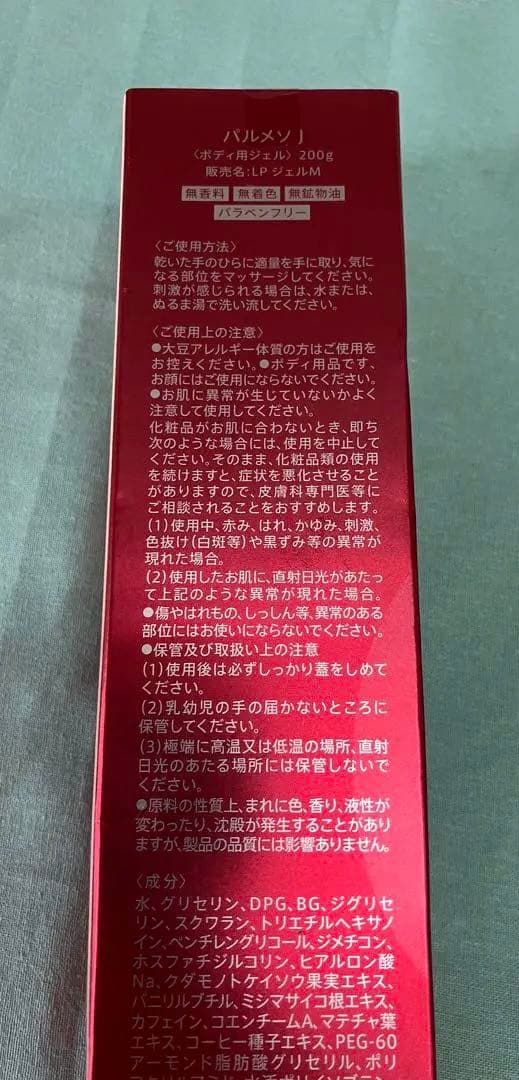 パルメソJ
〈ボディ用ジェル〉200g
販売名:LP ジェルM
無香料 無着色 無鉱物油
パラベンフリー
〈ご使用方法〉
乾いた手のひらに適量を手に取り、気に
なる部位をマッサージしてください。
刺激が感じられる場合は、水または、
ぬるま湯で洗い流してください。
〈ご使用上の注意〉
●大豆アレルギー体質の方はご使用を
お控えください。●ボディ用品です、
お顔にはご使用にならないでください。
●お肌に異常が生じていないかよく
注意して使用してください。
化粧品がお肌に合わないとき、即ち
次のような場合には、使用を中止して
ください。そのまま、化粧品類の使用
を続けますと、症状を悪化させること
がありますので、皮膚科専門医等に
ご相談されることをおすすめします。
(1)使用中、赤み、はれ、かゆみ、刺激、
色抜け(白斑等)や黒ずみ等の異常が
現れた場合。
(2)使用したお肌に、直射日光があたっ
て上記のような異常が現れた場合。
●傷やはれもの、しっしん等、異常のある
部位にはお使いにならないでください。
●保管及び取扱い上の注意
(1)使用後は必ずしっかり蓋をしめて
ください。
(2)乳幼児の手の届かないところに
保管してください。
(3)極端に高温又は低温の場所、直射
日光のあたる場所には保管しないで
ください。
●原料の性質上、まれに色、香り、液性が
変わったり、沈殿が発生することがあり
ますが、製品の品質には影響ありません。
〈成分〉
水、グリセリン、DPG、BG、ジグリセ
リン、スクワラン、トリエチルヘキサノ
イン、ペンチレングリコール、ジメチコン、
ホスファチジルコリン、ヒアルロン酸
Na、クダモノトケイソウ果実エキス、
バニリルブチル、ミシマサイコ根エキス、
カフェイン、コエンチームA、マテチャ葉
エキス、コーヒー種子エキス、PEG-60
アーモンド脂肪酸グリセリル、ポリ